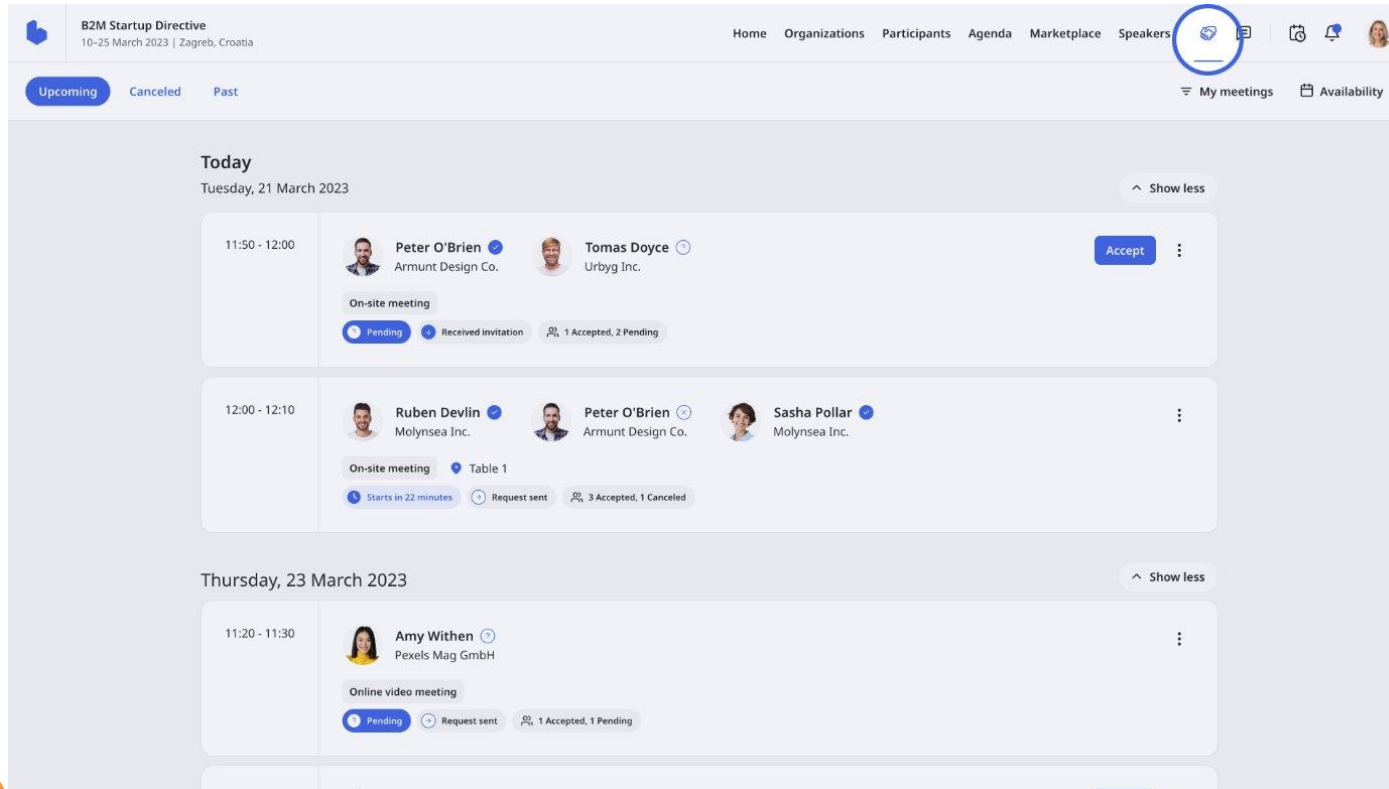 B2M Startup Directive
10–25 March 2023 | Zagreb, Croatia
Home Organizations Participants Agenda Marketplace Speakers
Upcoming Canceled Past My meetings Availability
Today
Tuesday, 21 March 2023 Show less
11:50 - 12:00 Peter O'Brien Tomas Doyce Accept
Armunt Design Co. Urbyg Inc.
On-site meeting
Pending Received invitation 1 Accepted, 2 Pending
12:00 - 12:10 Ruben Devlin Peter O'Brien Sasha Pollar
Molynsea Inc. Armunt Design Co. Molynsea Inc.
On-site meeting Table 1
Starts in 22 minutes Request sent 3 Accepted, 1 Canceled
Thursday, 23 March 2023 Show less
11:20 - 11:30 Amy Withen
Pexels Mag GmbH
Online video meeting
Pending Request sent 1 Accepted, 1 Pending